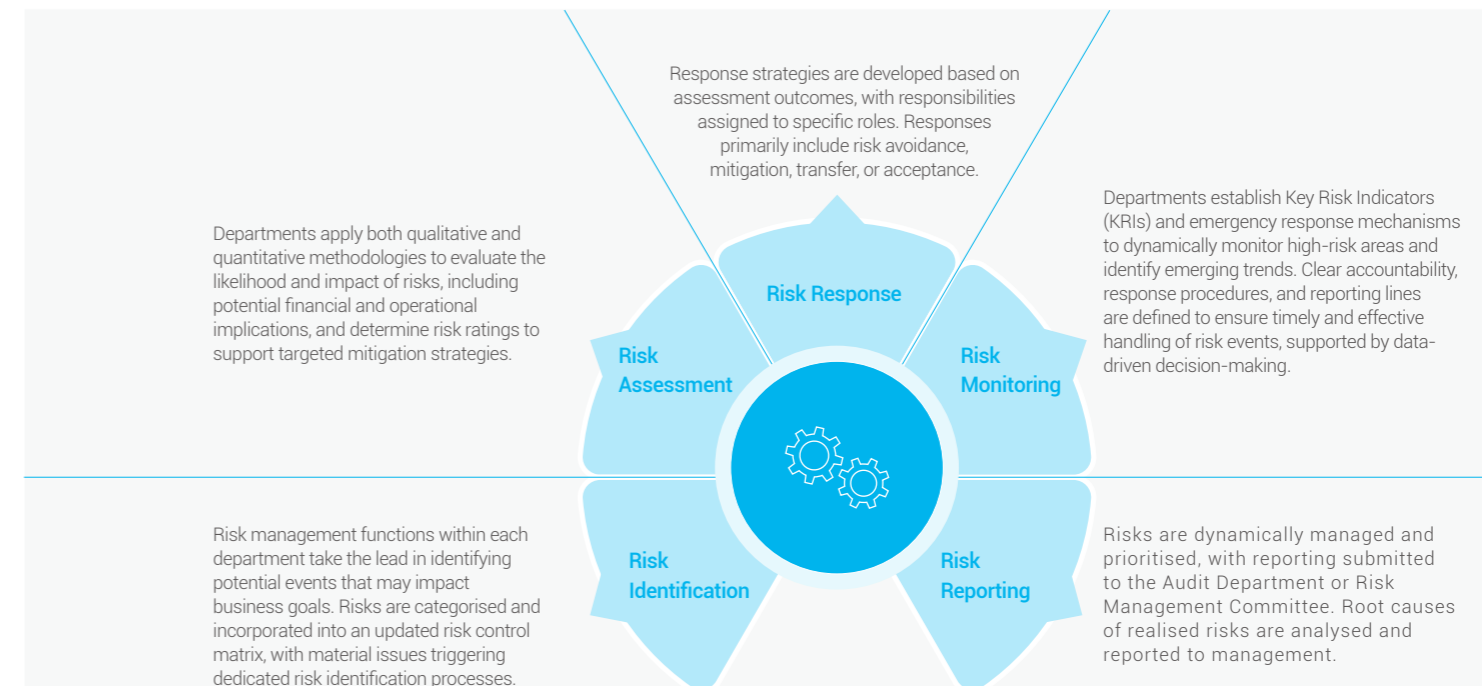 Response strategies are developed based on
assessment outcomes, with responsibilities
assigned to specific roles. Responses
primarily include risk avoidance,
mitigation, transfer, or acceptance.
Departments apply both qualitative and
quantitative methodologies to evaluate the
likelihood and impact of risks, including
potential financial and operational
implications, and determine risk ratings to
support targeted mitigation strategies.
Risk Response
Departments establish Key Risk Indicators
(KRIs) and emergency response mechanisms
to dynamically monitor high-risk areas and
identify emerging trends. Clear accountability,
response procedures, and reporting lines
are defined to ensure timely and effective
handling of risk events, supported by data-
driven decision-making.
Risk
Assessment
Risk
Monitoring
Risk management functions within each
department take the lead in identifying
potential events that may impact
business goals. Risks are categorised and
incorporated into an updated risk control
matrix, with material issues triggering
dedicated risk identification processes.
Risk
Identification
Risk
Reporting
Risks are dynamically managed and
prioritised, with reporting submitted
to the Audit Department or Risk
Management Committee. Root causes
of realised risks are analysed and
reported to management.